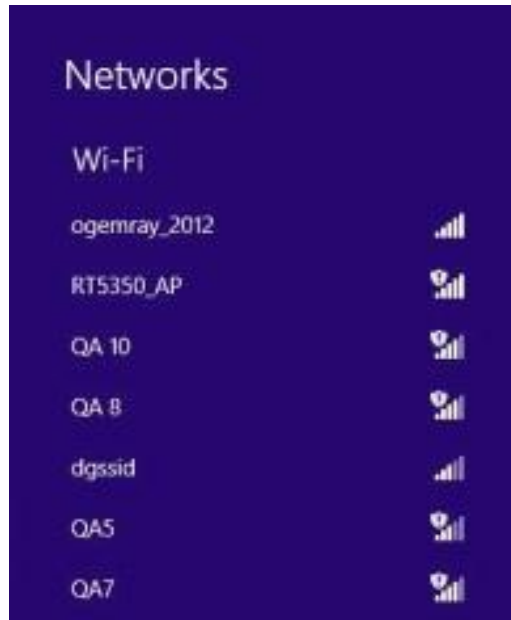 Networks
Wi-Fi
ogemray_2012
RT5350_AP
QA 10
QA 8
dgssid
QA5
QA7